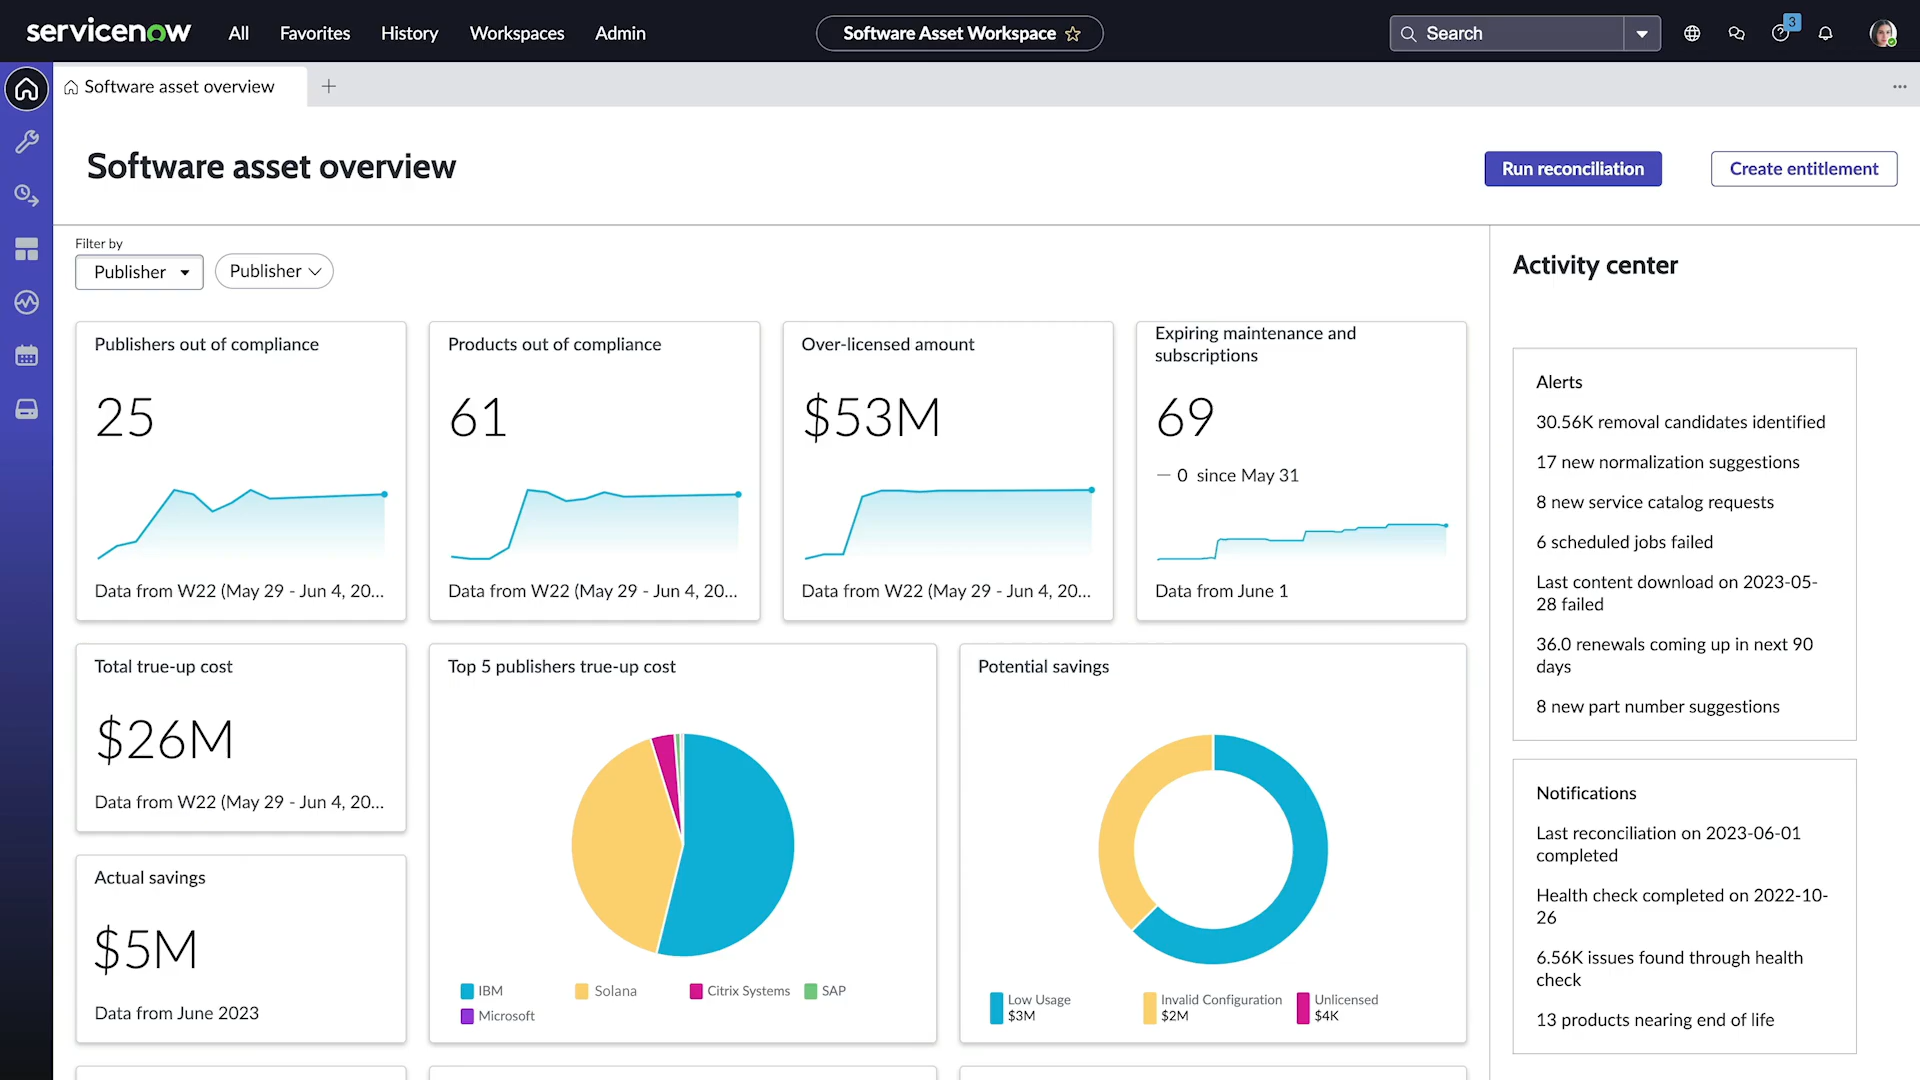 servicenow
All
Favorites
History
Workspaces
Admin
Software Asset Workspace
Search
3
Software asset overview
Software asset overview
Run reconciliation
Create entitlement
Filter by
Publisher
Publisher
Publishers out of compliance
25
Data from W22 (May 29 - Jun 4, 20...
Products out of compliance
61
Data from W22 (May 29 - Jun 4, 20...
Over-licensed amount
$53M
Data from W22 (May 29 - Jun 4, 20...
Expiring maintenance and
subscriptions
69
— 0 since May 31
Data from June 1
Total true-up cost
$26M
Data from W22 (May 29 - Jun 4, 20...
Actual savings
$5M
Data from June 2023
Top 5 publishers true-up cost
IBM
Solana
Citrix Systems
SAP
Microsoft
Potential savings
Low Usage
$3M
Invalid Configuration
$2M
Unlicensed
$4K
Activity center
Alerts
30.56K removal candidates identified
17 new normalization suggestions
8 new service catalog requests
6 scheduled jobs failed
Last content download on 2023-05-
28 failed
36.0 renewals coming up in next 90
days
8 new part number suggestions
Notifications
Last reconciliation on 2023-06-01
completed
Health check completed on 2022-10-
26
6.56K issues found through health
check
13 products nearing end of life